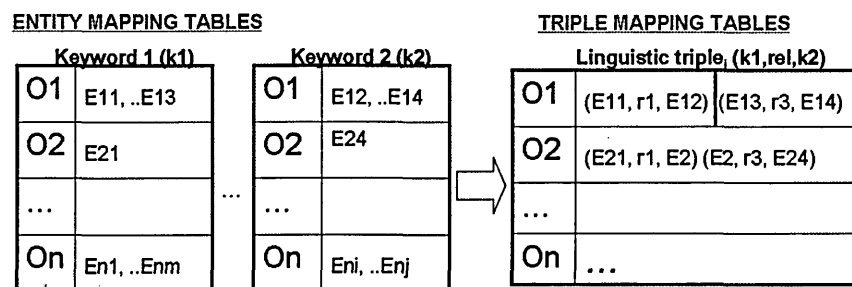 ENTITY MAPPING TABLES
TRIPLE MAPPING TABLES
Keyword 1 (k1)
Keyword 2 (k2)
Linguistic tripleᵢ (k1,rel,k2)
O1 E11, ..E13
O1 E12, ..E14
O1 (E11, r1, E12) (E13, r3, E14)
O2 E21
O2 E24
O2 (E21, r1, E2) (E2, r3, E24)
...
...
...
...
On En1, ..Enm
On Eni, ..Enj
On ...